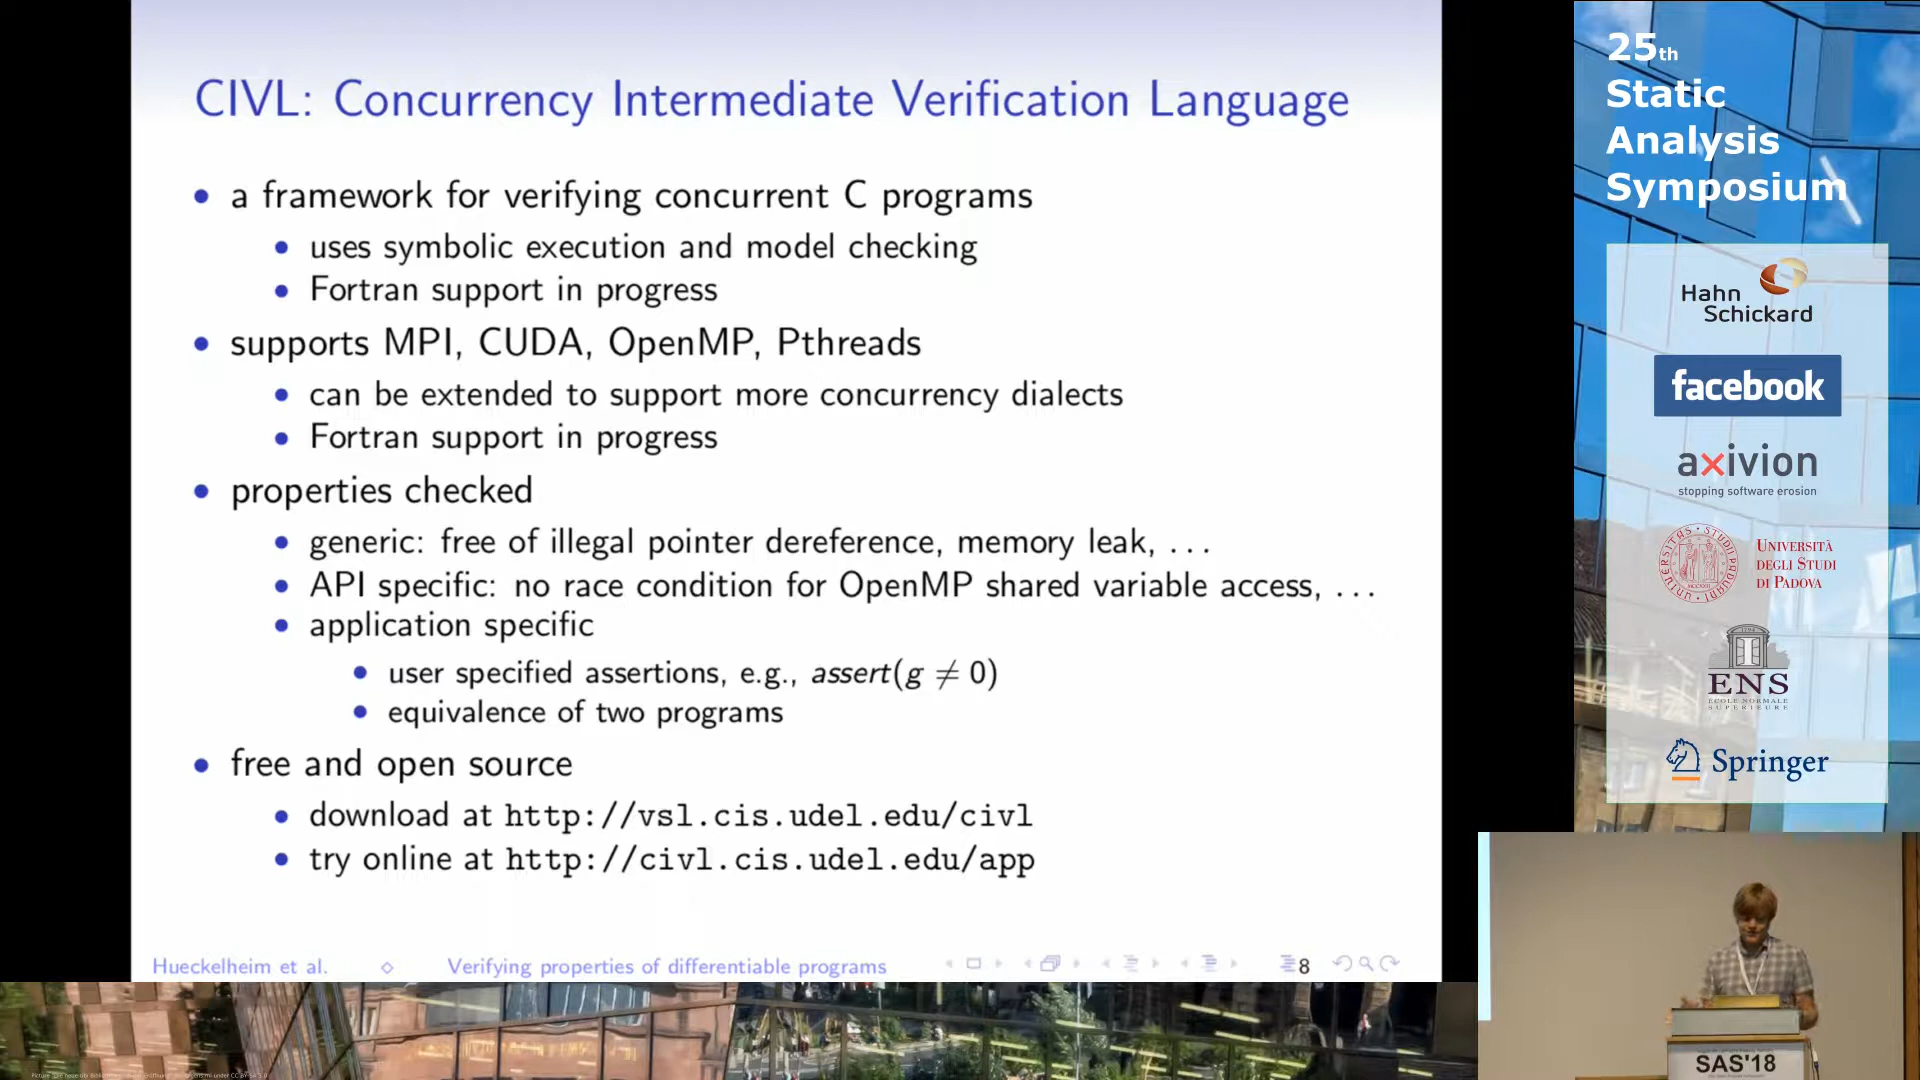 CIVL: Concurrency Intermediate Verification Language
a framework for verifying concurrent C programs
uses symbolic execution and model checking
Fortran support in progress
supports MPI, CUDA, OpenMP, Pthreads
can be extended to support more concurrency dialects
Fortran support in progress
properties checked
generic: free of illegal pointer dereference, memory leak, ...
API specific: no race condition for OpenMP shared variable access, ...
application specific
user specified assertions, e.g., assert(g ≠ 0)
equivalence of two programs
free and open source
download at http://vsl.cis.udel.edu/civl
try online at http://civl.cis.udel.edu/app
Hueckelheim et al. ◇ Verifying properties of differentiable programs 8
25th
Static
Analysis
Symposium
Hahn
Schickard
facebook
axivion
stopping software erosion
UNIVERSITÀ
DEGLI STUDI
DI PADOVA
ENS
ECOLE NORMALE
SUPERIEURE
Springer
SAS'18